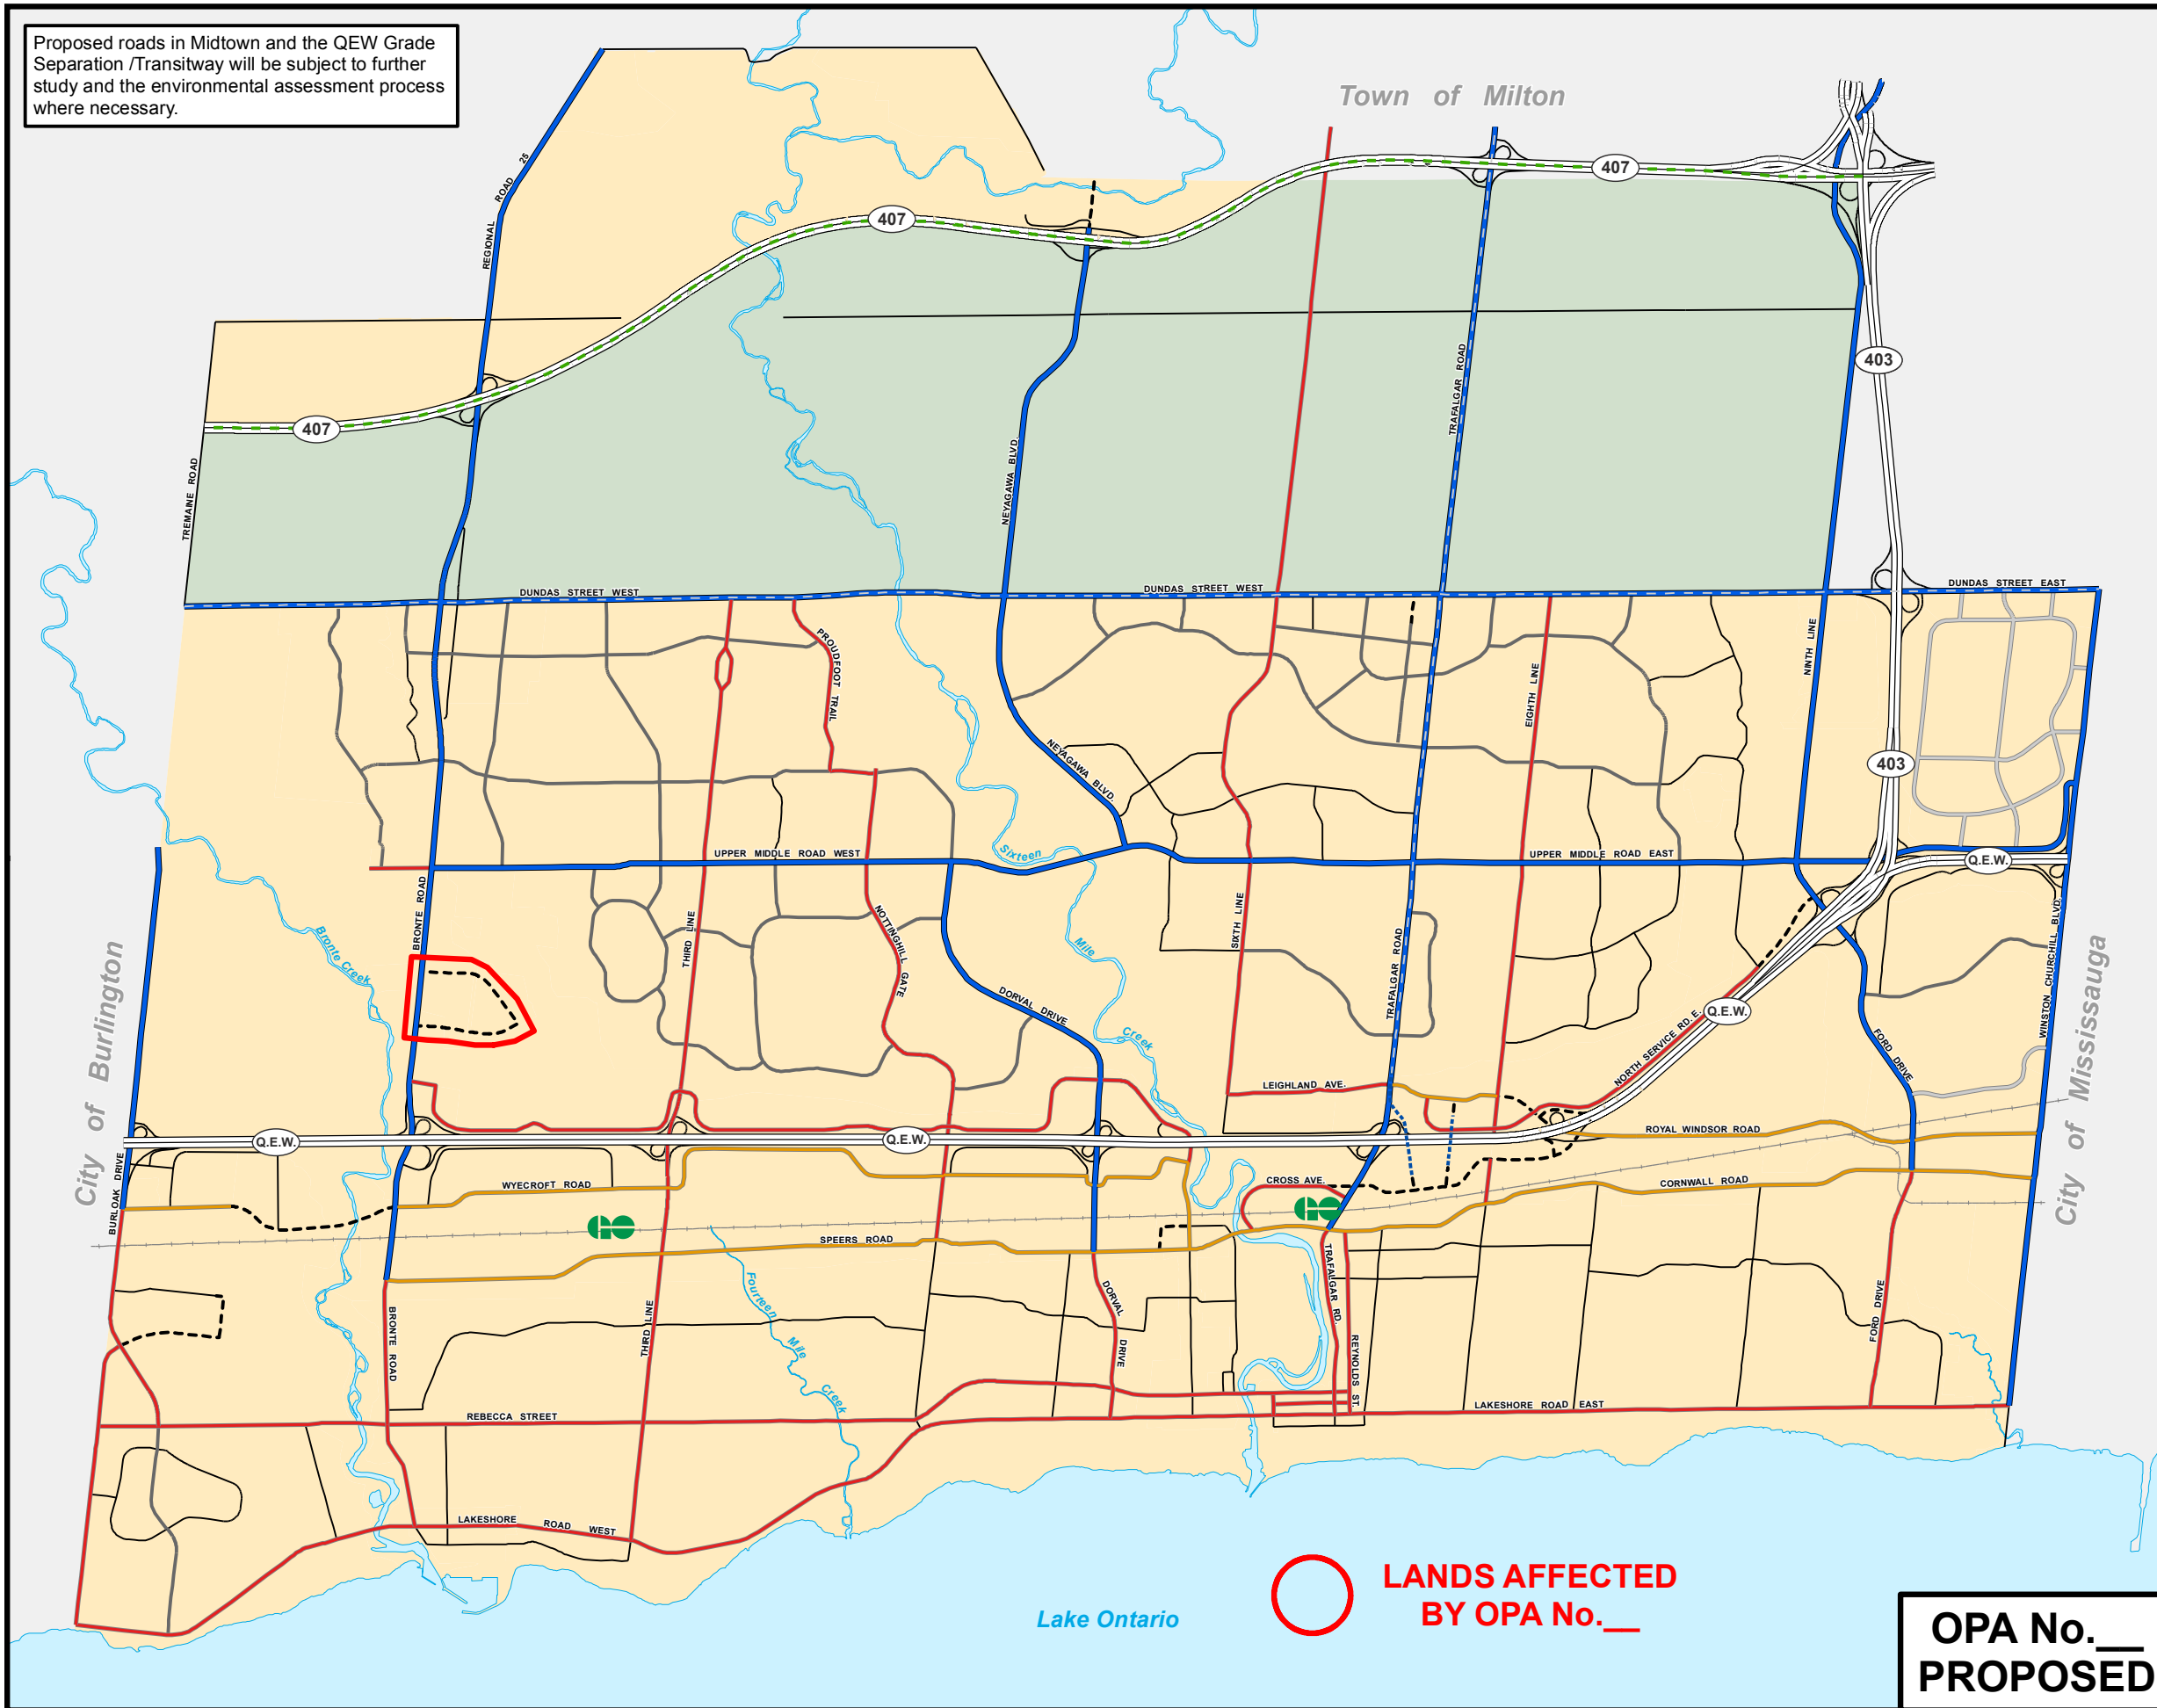 Proposed roads in Midtown and the QEW Grade
Separation /Transitway will be subject to further
study and the environmental assessment process
where necessary.
Town of Milton
REGIONAL ROAD 25
407
407
407
403
TREMAINE ROAD
NEYAGAWA BLVD.
TRAFALGAR ROAD
DUNDAS STREET WEST
DUNDAS STREET WEST
DUNDAS STREET EAST
PROUDFOOT TRAIL
EIGHTH LINE
NINTH LINE
NEYAGAWA BLVD.
403
UPPER MIDDLE ROAD WEST
Sixteen
UPPER MIDDLE ROAD EAST
Q.E.W.
BRONTE ROAD
THIRD LINE
NOTTINGHILL GATE
SIXTH LINE
Mile
TRAFALGAR ROAD
WINSTON CHURCHILL BLVD.
Bronte Creek
City of Burlington
City of Mississauga
DORVAL DRIVE
Creek
Q.E.W.
NORTH SERVICE RD.E.
FORD DRIVE
LEIGHLAND AVE.
Q.E.W.
Q.E.W.
ROYAL WINDSOR ROAD
BURLOAK DRIVE
WYECROFT ROAD
CROSS AVE.
CORNWALL ROAD
GO
GO
SPEERS ROAD
Fourteen
Mile
Creek
BRONTE ROAD
THIRD LINE
DORVAL DRIVE
TRAFALGAR RD.
REYNOLDS ST.
FORD DRIVE
REBECCA STREET
LAKESHORE ROAD EAST
LAKESHORE ROAD WEST
Lake Ontario
LANDS AFFECTED
BY OPA No.__
OPA No.__
PROPOSED